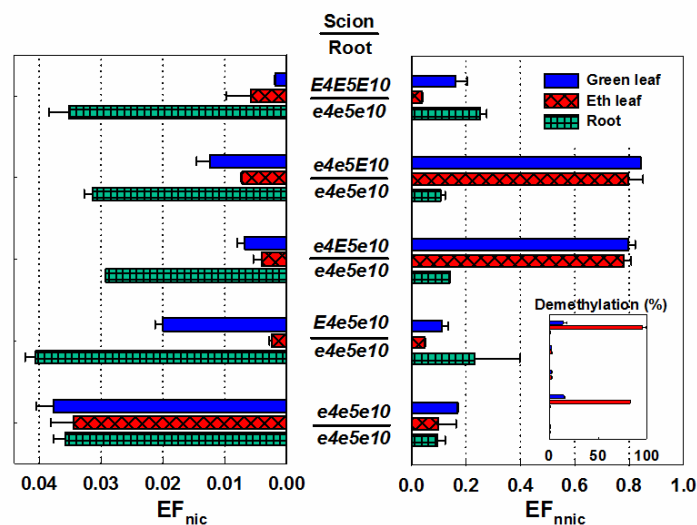 Scion
Root
E4E5E10
e4e5e10
e4e5E10
e4e5e10
e4E5e10
e4e5e10
E4e5e10
e4e5e10
e4e5e10
e4e5e10
Green leaf
Eth leaf
Root
Demethylation (%)
0 50 100
0.04 0.03 0.02 0.01 0.00
EFnic
0.0 0.2 0.4 0.6 0.8
EFnnic